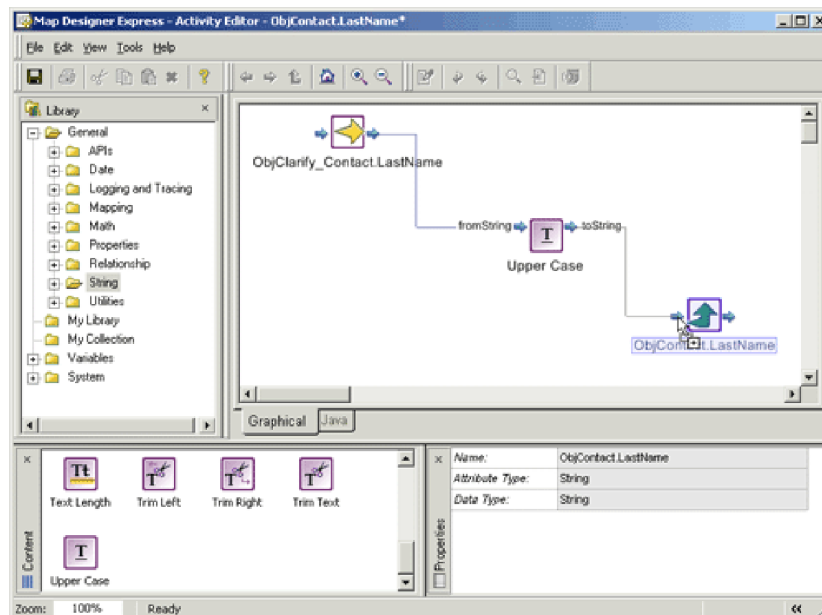 Map Designer Express - Activity Editor - ObjContact.LastName*
File Edit View Tools Help
Library
General
APIs
Date
Logging and Tracing
Mapping
Math
Properties
Relationship
String
Utilities
My Library
My Collection
Variables
System
ObjClarify_Contact.LastName
fromString
toString
Upper Case
ObjContact.LastName
Graphical Java
Content
Text Length Trim Left Trim Right Trim Text
Upper Case
Properties
Name: ObjContact.LastName
Attribute Type: String
Data Type: String
Zoom: 100% Ready